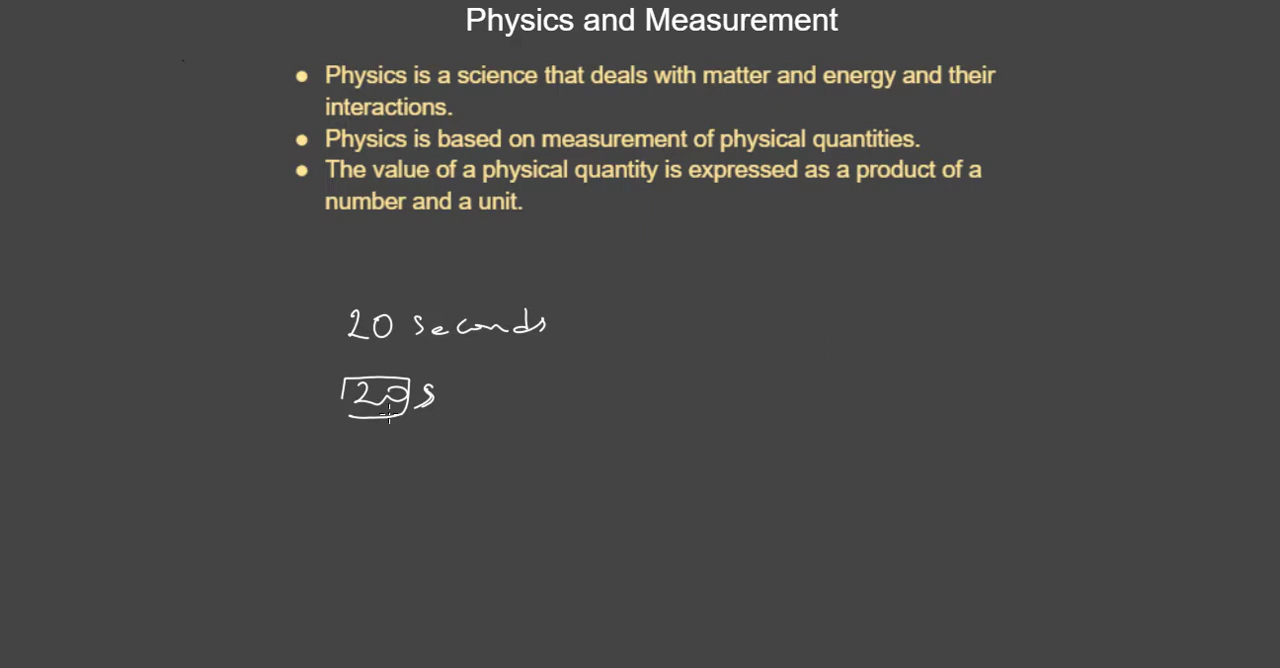 Physics and Measurement
● Physics is a science that deals with matter and energy and their
interactions.
● Physics is based on measurement of physical quantities.
● The value of a physical quantity is expressed as a product of a
number and a unit.
20 seconds
20 s